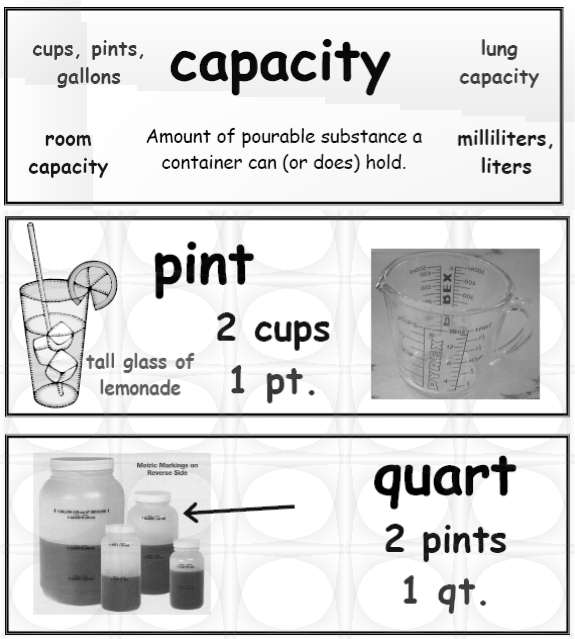 cups, pints,
gallons
capacity
lung
capacity
room
capacity
Amount of pourable substance a
container can (or does) hold.
milliliters,
liters
pint
2 cups
1 pt.
tall glass of
lemonade
PYREX
Metric Markings on
Reverse Side
quart
2 pints
1 qt.